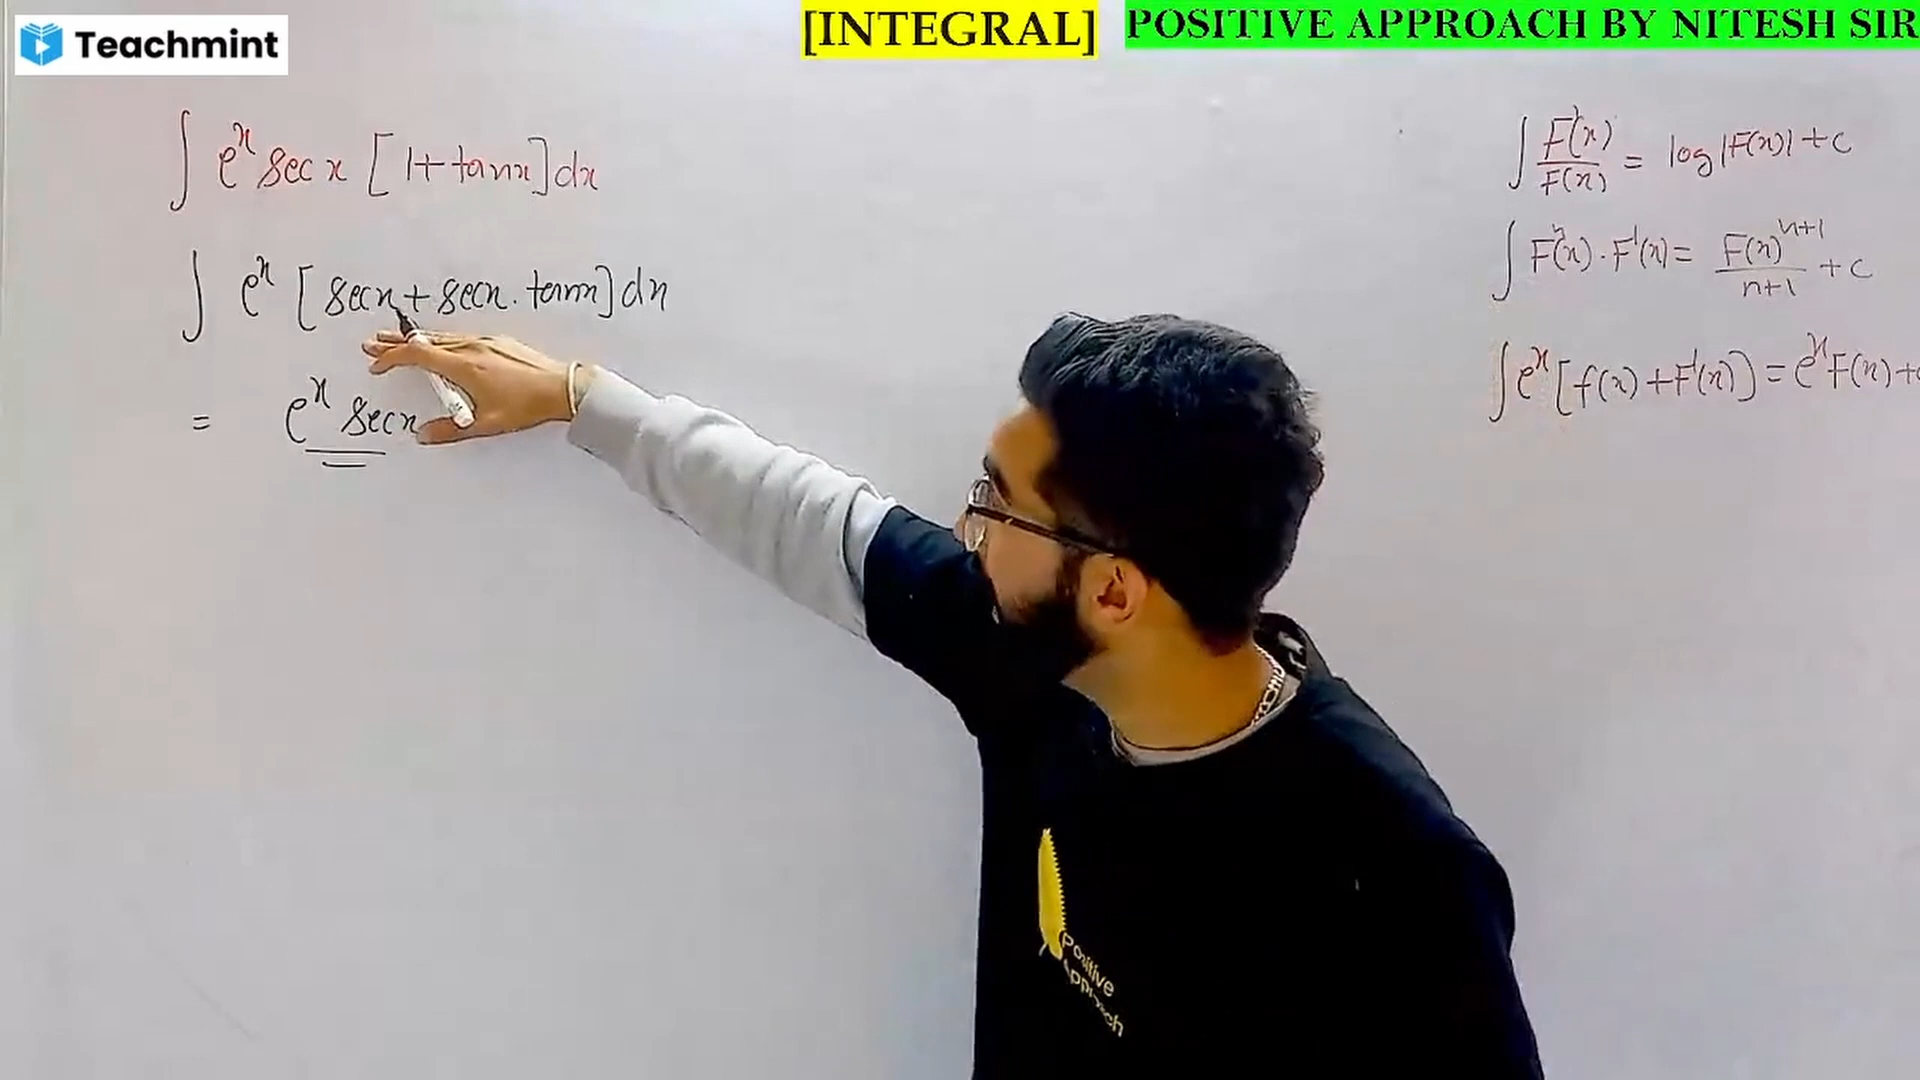 Teachmint
[INTEGRAL]
POSITIVE APPROACH BY NITESH SIR
∫ eˣ sec x [1+tanx]dx
∫ eˣ [secx+secx.tanx]dx
= eˣ secx
∫ F'(x)/F(x) = log|F(x)|+c
∫ Fⁿ(x).F'(x)= F(x)ⁿ⁺¹/n+1 +c
∫eˣ[f(x)+F'(x)]=eˣF(x)+c
Positive
Approach